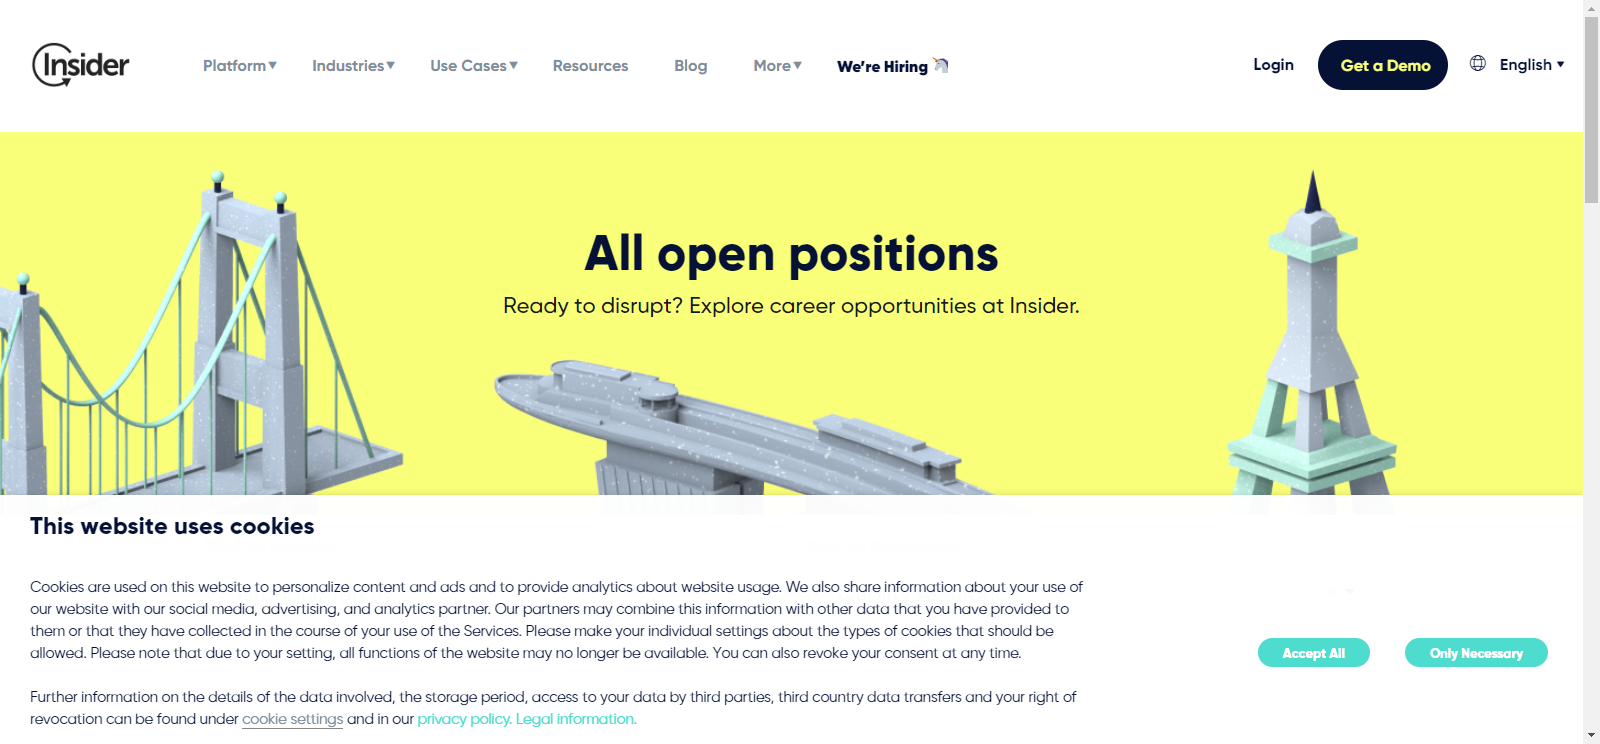 Insider
Platform▼
Industries▼
Use Cases▼
Resources
Blog
More▼
We're Hiring 🦄
Login
Get a Demo
English ▼
All open positions
Ready to disrupt? Explore career opportunities at Insider.
This website uses cookies
Cookies are used on this website to personalize content and ads and to provide analytics about website usage. We also share information about your use of
our website with our social media, advertising, and analytics partner. Our partners may combine this information with other data that you have provided to
them or that they have collected in the course of your use of the Services. Please make your individual settings about the types of cookies that should be
allowed. Please note that due to your setting, all functions of the website may no longer be available. You can also revoke your consent at any time.
Further information on the details of the data involved, the storage period, access to your data by third parties, third country data transfers and your right of
revocation can be found under cookie settings and in our privacy policy. Legal information.
Accept All
Only Necessary